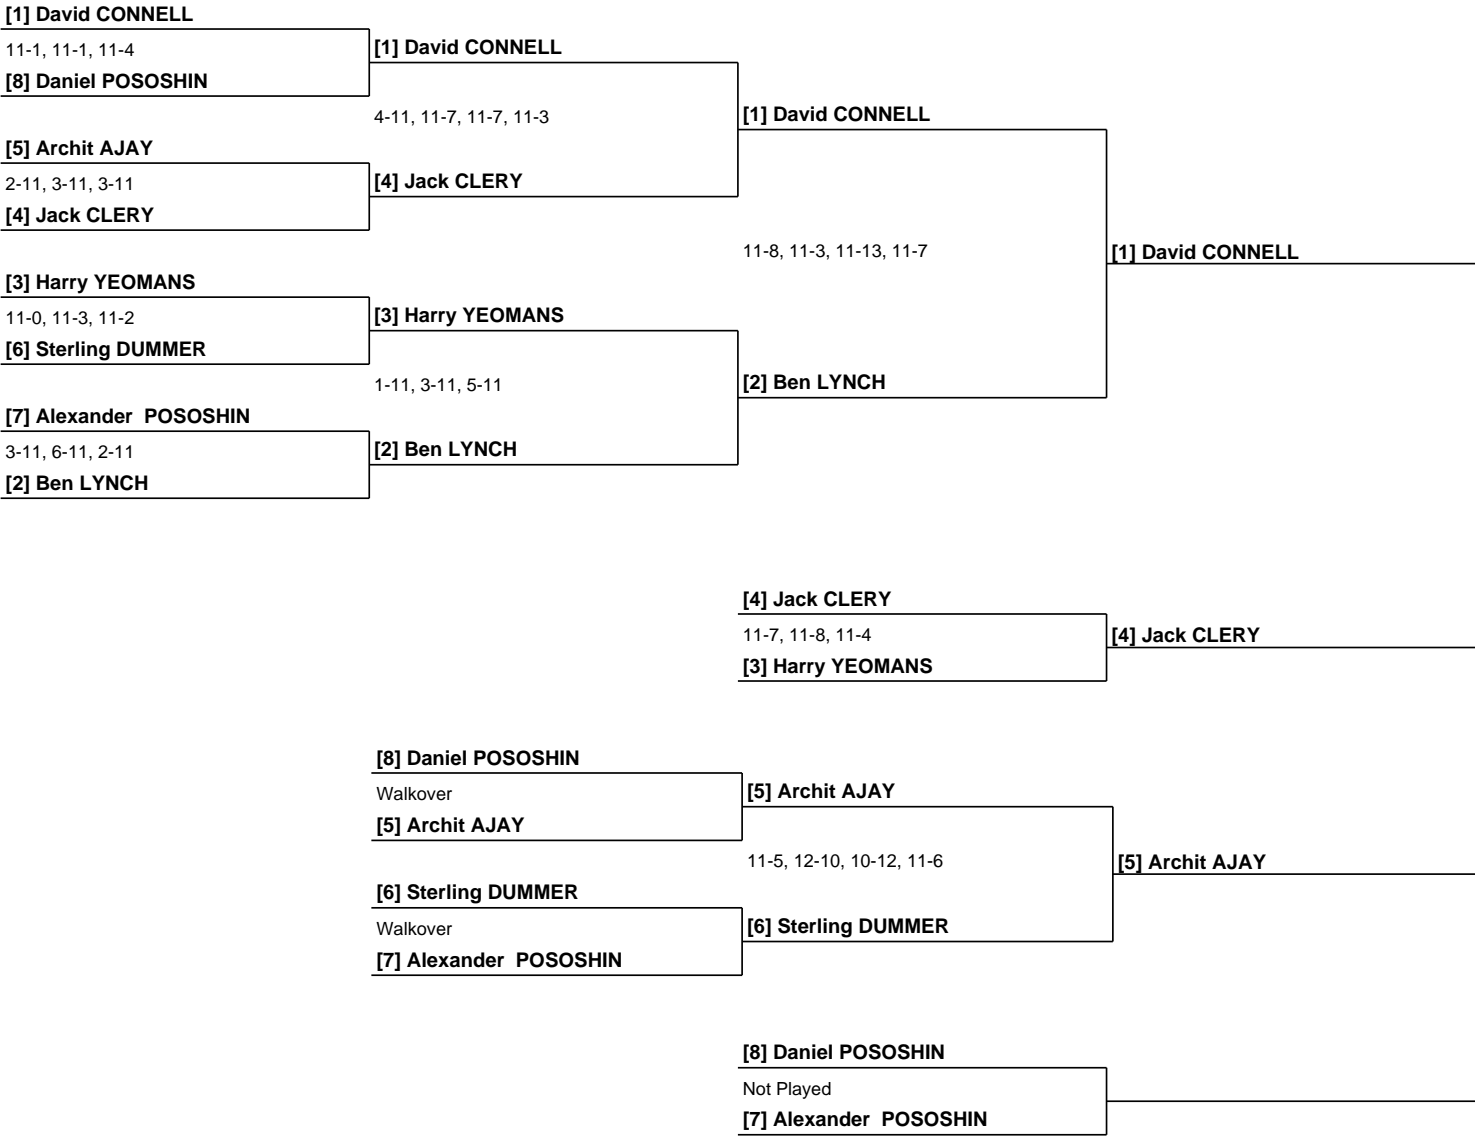 [1] David CONNELL
11-1, 11-1, 11-4
[1] David CONNELL
[8] Daniel POSOSHIN
4-11, 11-7, 11-7, 11-3
[1] David CONNELL
[5] Archit AJAY
2-11, 3-11, 3-11
[4] Jack CLERY
[4] Jack CLERY
11-8, 11-3, 11-13, 11-7
[1] David CONNELL
[3] Harry YEOMANS
11-0, 11-3, 11-2
[3] Harry YEOMANS
[6] Sterling DUMMER
1-11, 3-11, 5-11
[2] Ben LYNCH
[7] Alexander  POSOSHIN
3-11, 6-11, 2-11
[2] Ben LYNCH
[2] Ben LYNCH
[4] Jack CLERY
11-7, 11-8, 11-4
[4] Jack CLERY
[3] Harry YEOMANS
[8] Daniel POSOSHIN
Walkover
[5] Archit AJAY
[5] Archit AJAY
11-5, 12-10, 10-12, 11-6
[5] Archit AJAY
[6] Sterling DUMMER
Walkover
[6] Sterling DUMMER
[7] Alexander  POSOSHIN
[8] Daniel POSOSHIN
Not Played
[7] Alexander  POSOSHIN